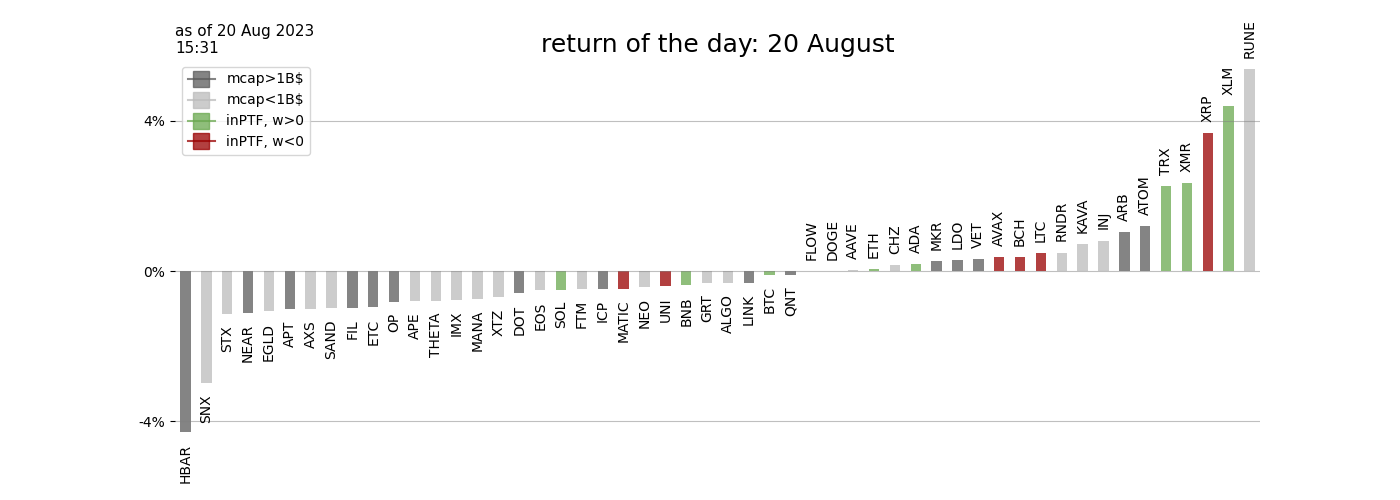 as of 20 Aug 2023
15:31
return of the day: 20 August
mcap>1B$
mcap<1B$
inPTF, w>0
inPTF, w<0
4%
0%
-4%
HBAR
SNX
STX
NEAR
EGLD
APT
AXS
SAND
FIL
ETC
OP
APE
THETA
IMX
MANA
XTZ
DOT
EOS
SOL
FTM
ICP
MATIC
NEO
UNI
BNB
GRT
ALGO
LINK
BTC
QNT
FLOW
DOGE
AAVE
ETH
CHZ
ADA
MKR
LDO
VET
AVAX
BCH
LTC
RNDR
KAVA
INJ
ARB
ATOM
TRX
XMR
XRP
XLM
RUNE